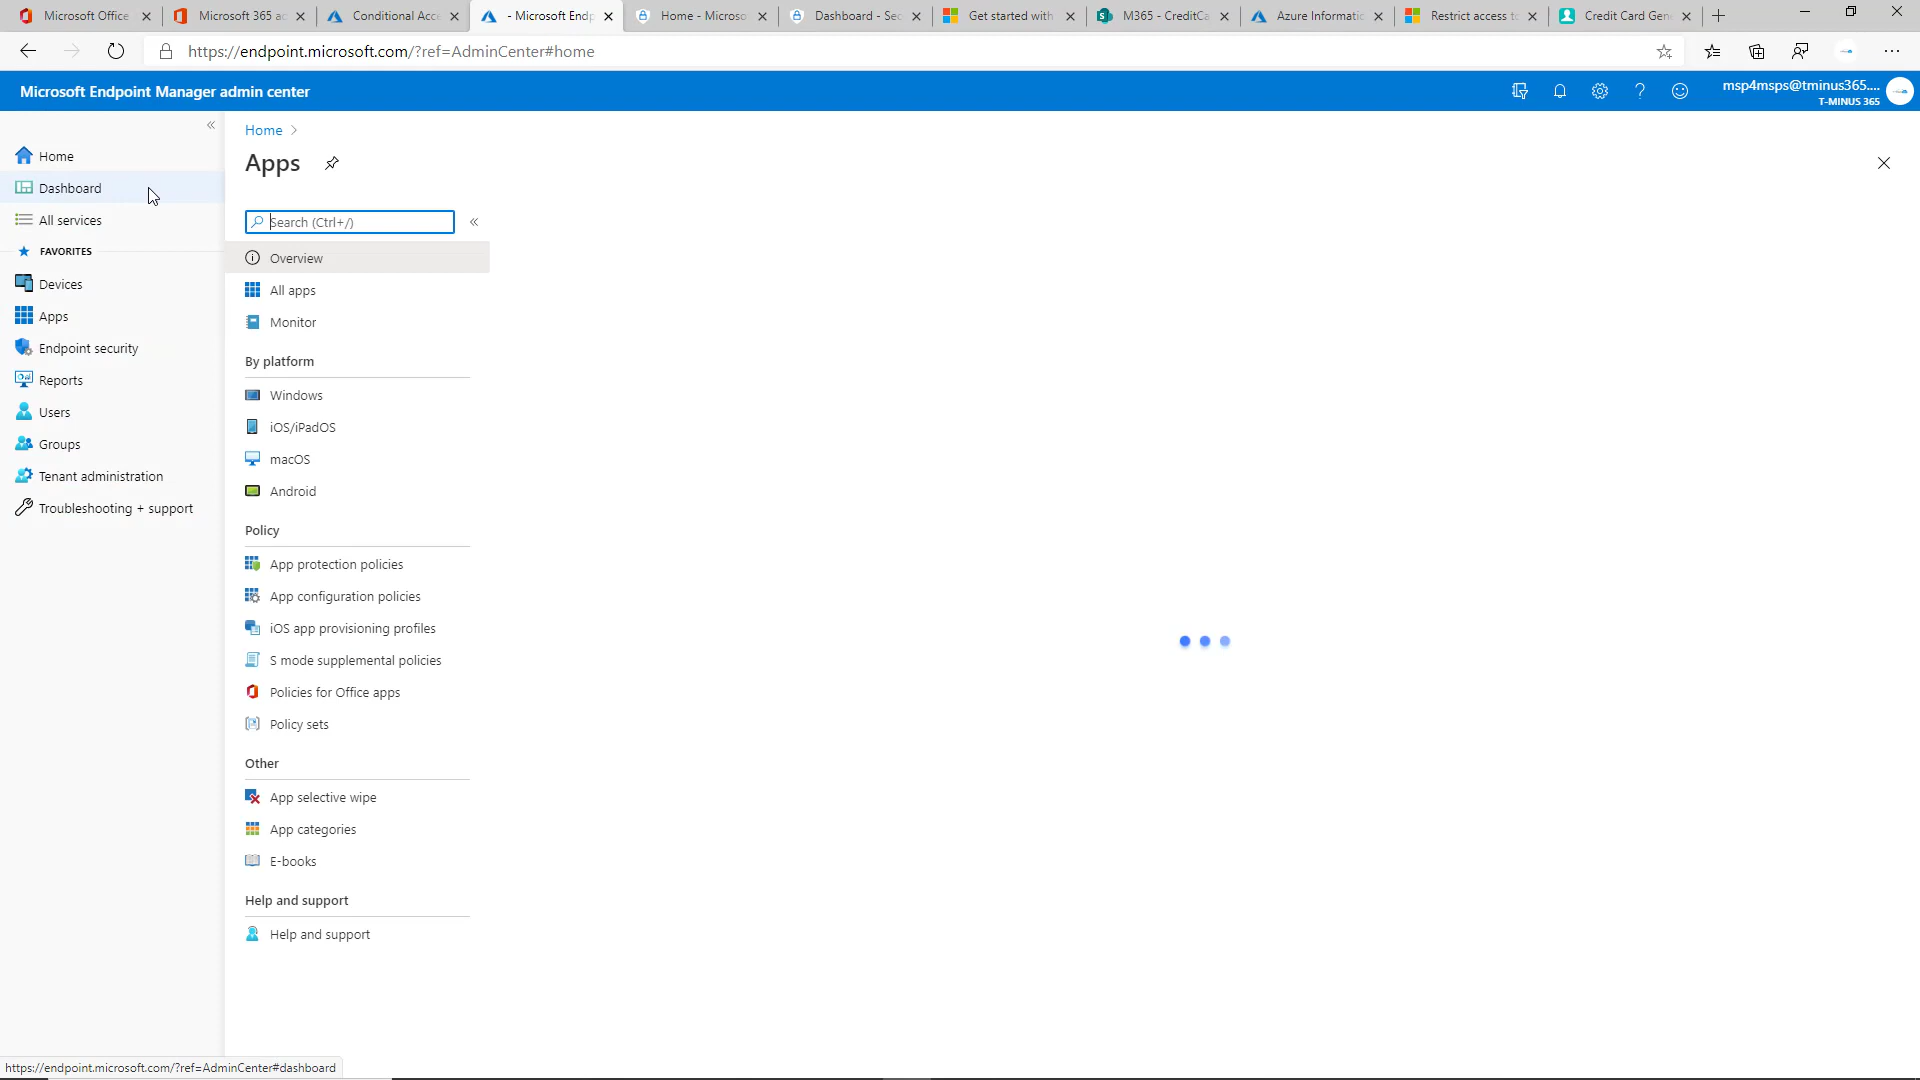 Microsoft Office
Microsoft 365 ad
Conditional Acce
- Microsoft Endp
Home - Microso
Dashboard - Sec
Get started with
M365 - CreditCa
Azure Informatio
Restrict access to
Credit Card Gen
https://endpoint.microsoft.com/?ref=AdminCenter#home
Microsoft Endpoint Manager admin center
msp4msps@tminus365....
T-MINUS 365
Home
Dashboard
All services
FAVORITES
Devices
Apps
Endpoint security
Reports
Users
Groups
Tenant administration
Troubleshooting + support
Home
Apps
Search (Ctrl+/)
Overview
All apps
Monitor
By platform
Windows
iOS/iPadOS
macOS
Android
Policy
App protection policies
App configuration policies
iOS app provisioning profiles
S mode supplemental policies
Policies for Office apps
Policy sets
Other
App selective wipe
App categories
E-books
Help and support
Help and support
https://endpoint.microsoft.com/?ref=AdminCenter#dashboard